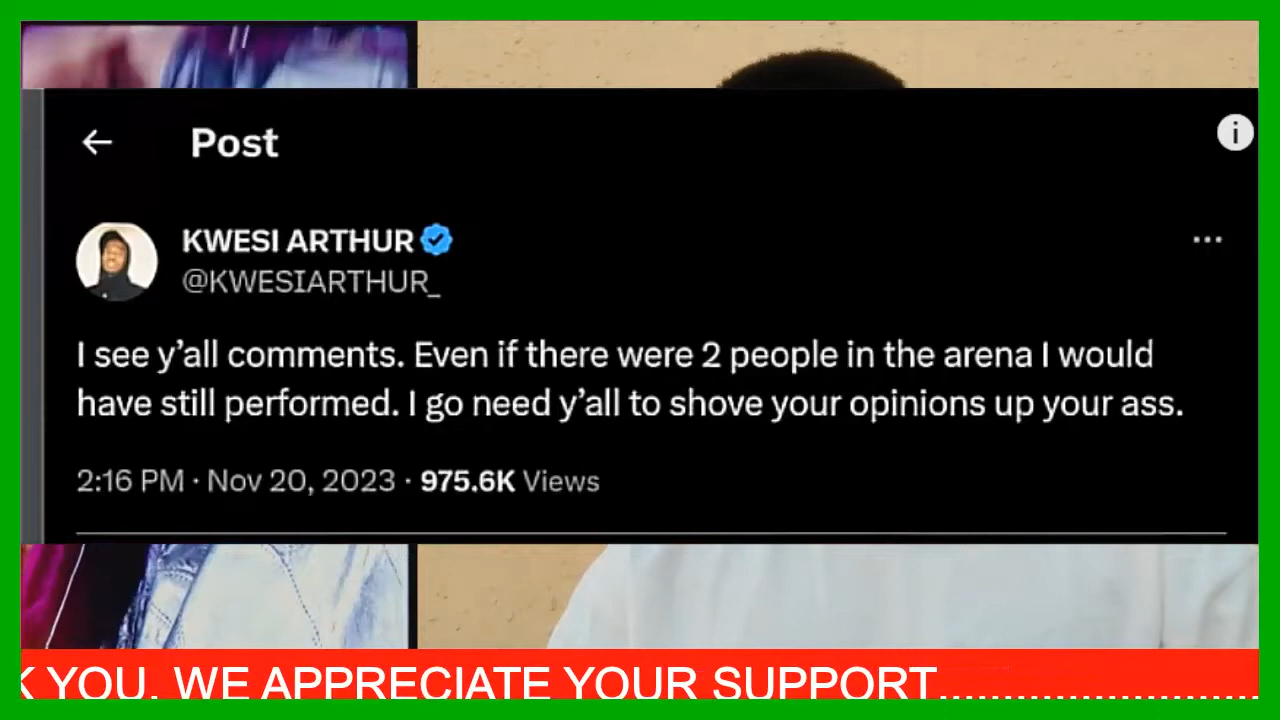 Post
KWESI ARTHUR
@KWESIARTHUR_
I see y’all comments. Even if there were 2 people in the arena I would
have still performed. I go need y’all to shove your opinions up your ass.
2:16 PM · Nov 20, 2023 · 975.6K Views
K YOU, WE APPRECIATE YOUR SUPPORT........................